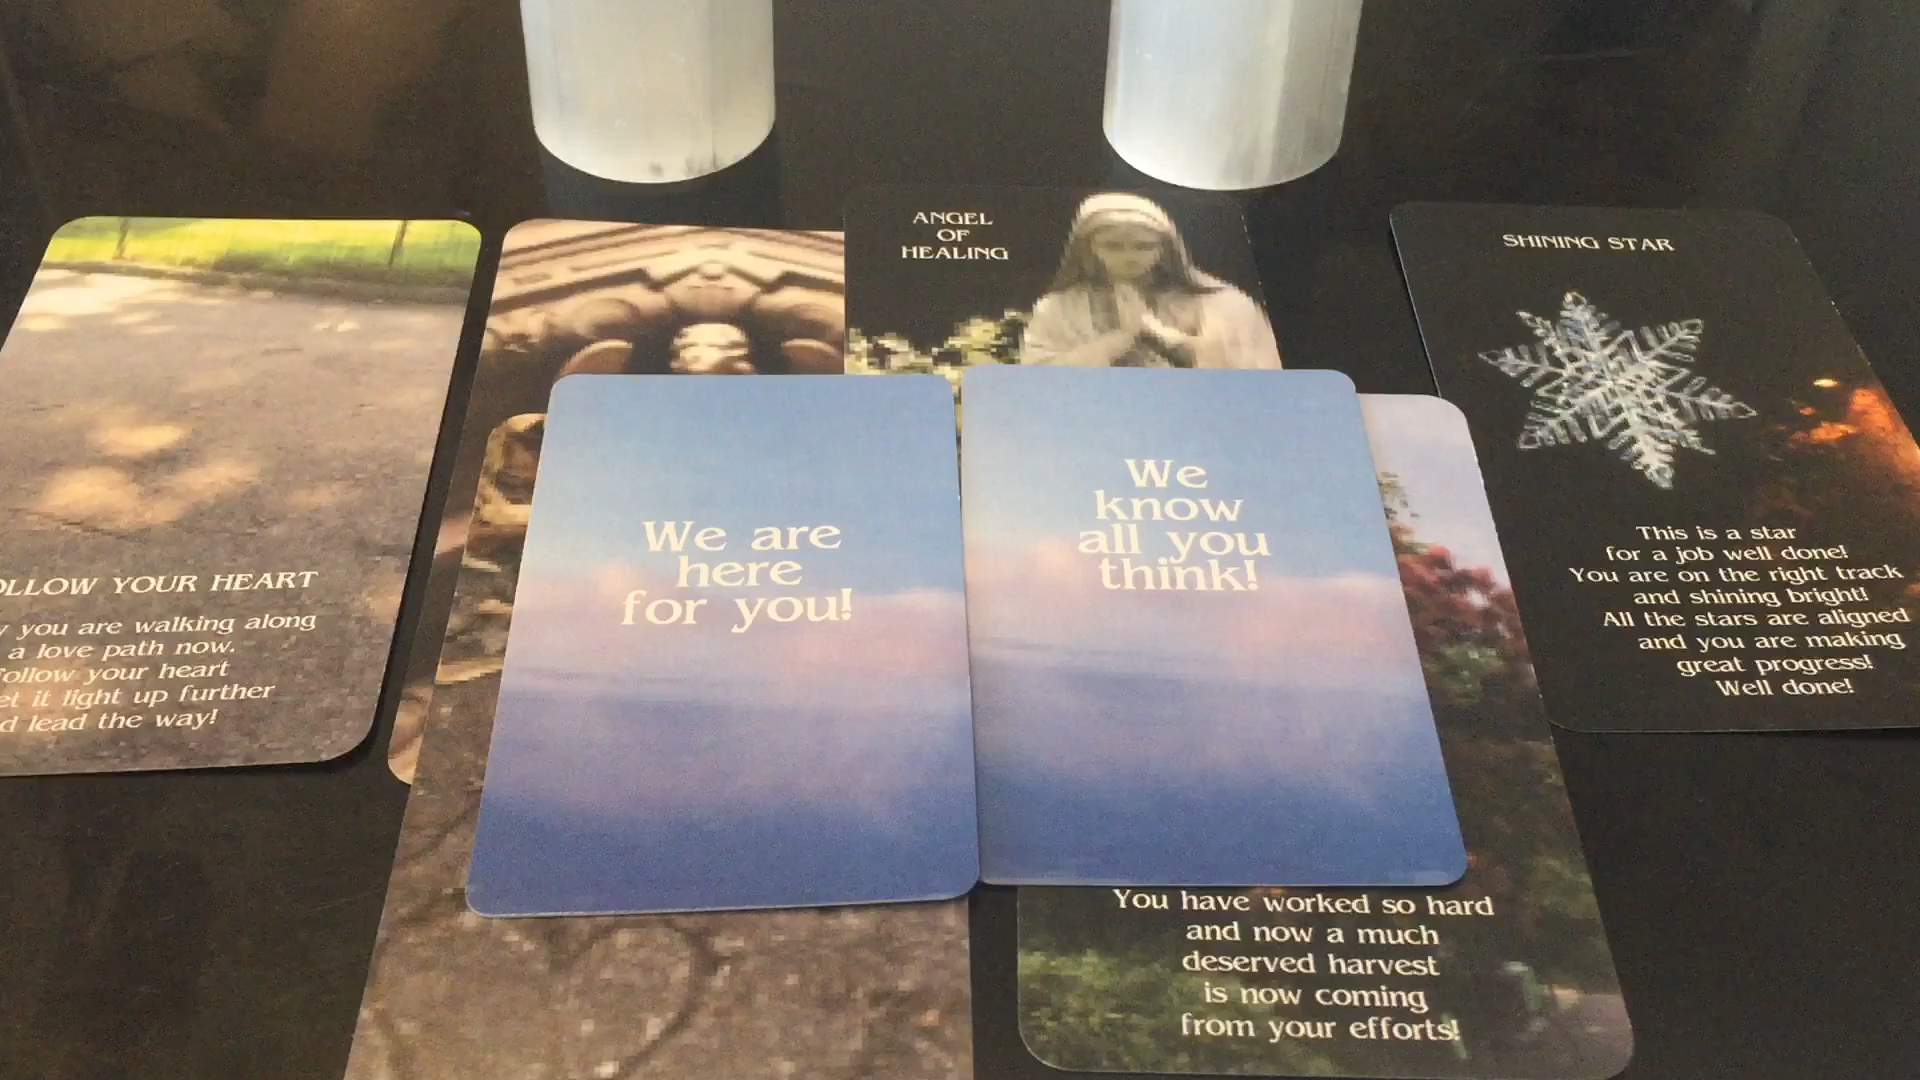 ANGEL
OF
HEALING
SHINING STAR
This is a star
for a job well done!
You are on the right track
and shining bright!
All the stars are aligned
and you are making
great progress!
Well done!
We are
here
for you!
We
know
all you
think!
OLLOW YOUR HEART
you are walking along
a love path now.
ollow your heart
et it light up further
d lead the way!
You have worked so hard
and now a much
deserved harvest
is now coming
from your efforts!